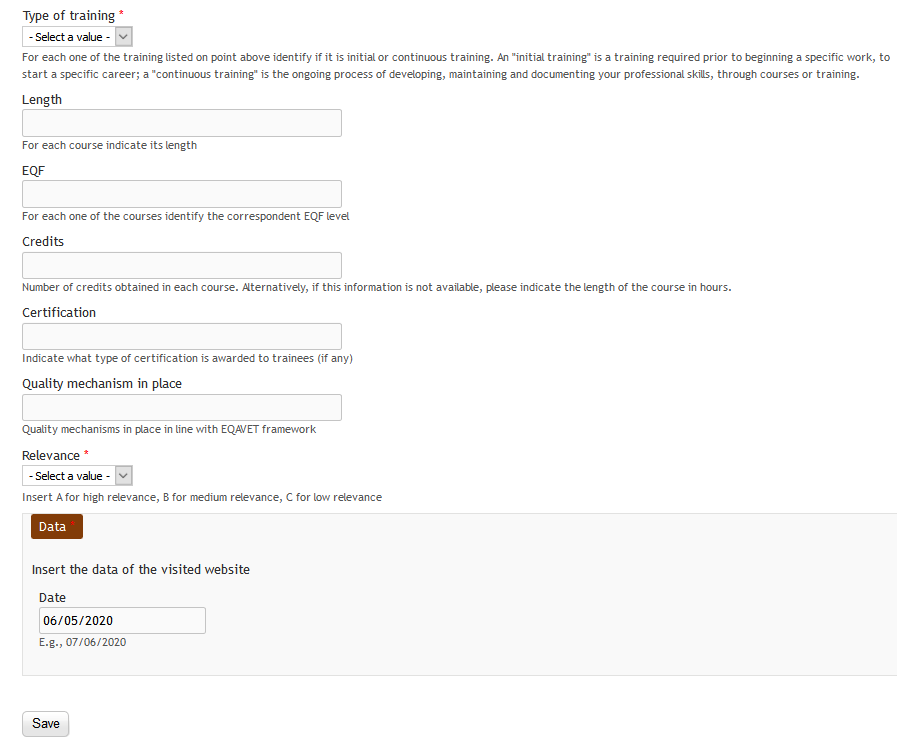 Type of training *
- Select a value -
For each one of the training listed on point above identify if it is initial or continuous training. An "initial training" is a training required prior to beginning a specific work, to
start a specific career; a "continuous training" is the ongoing process of developing, maintaining and documenting your professional skills, through courses or training.
Length
For each course indicate its length
EQF
For each one of the courses identify the correspondent EQF level
Credits
Number of credits obtained in each course. Alternatively, if this information is not available, please indicate the length of the course in hours.
Certification
Indicate what type of certification is awarded to trainees (if any)
Quality mechanism in place
Quality mechanisms in place in line with EQAVET framework
Relevance *
- Select a value -
Insert A for high relevance, B for medium relevance, C for low relevance
Data
Insert the data of the visited website
Date
06/05/2020
E.g., 07/06/2020
Save